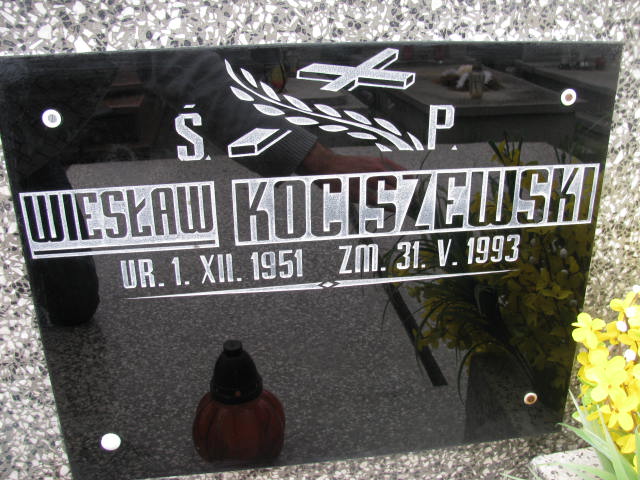 Ś. P.
WIESŁAW KOCISZEWSKI
UR. 1. XII. 1951 ZM. 31. V. 1993